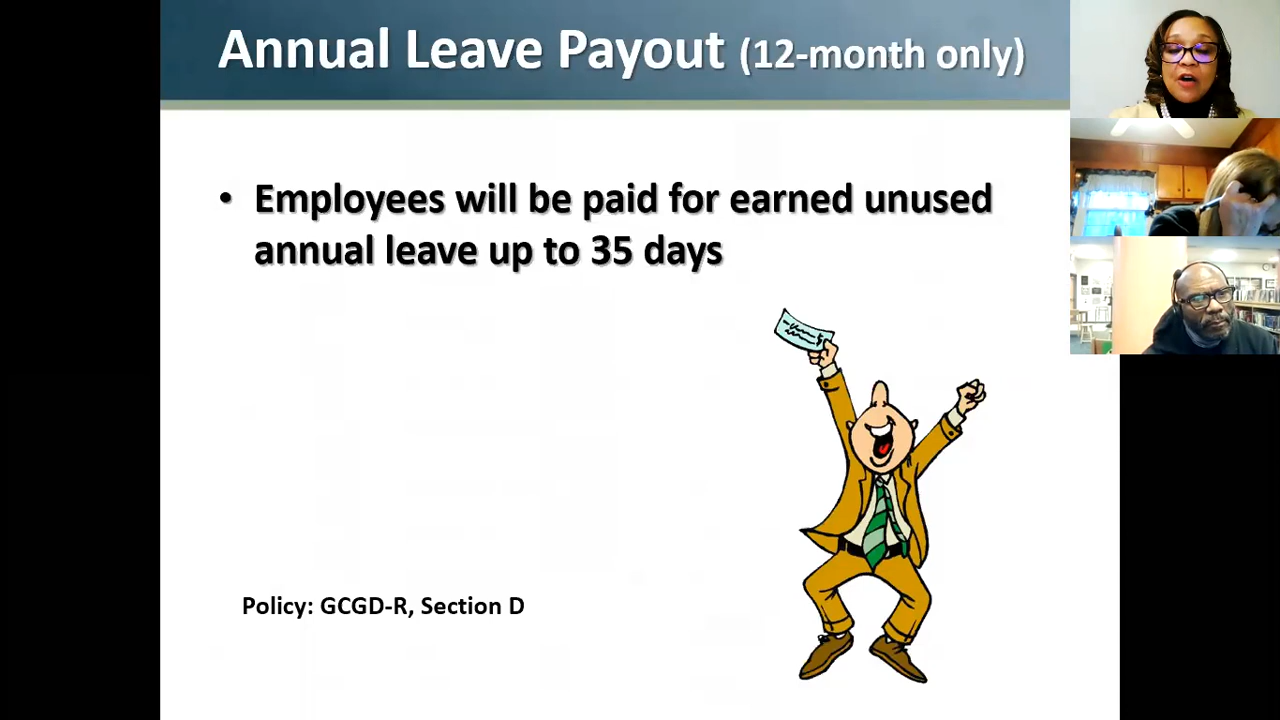 Annual Leave Payout (12-month only)
• Employees will be paid for earned unused
annual leave up to 35 days
Policy: GCGD-R, Section D